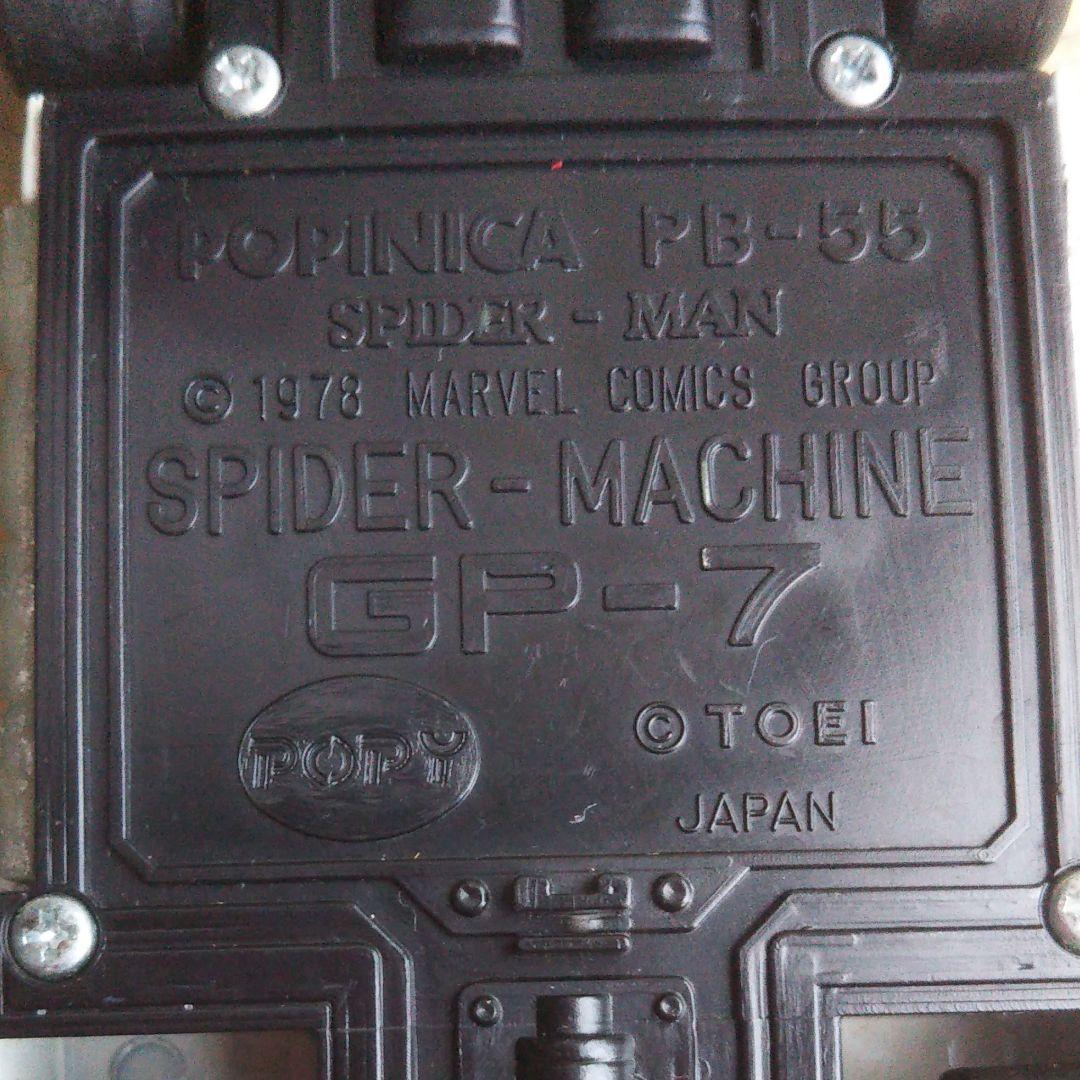 POPINICA PB-55
SPIDER-MAN
© 1978 MARVEL COMICS GROUP
SPIDER-MACHINE
GP-7
POPY
© TOEI
JAPAN